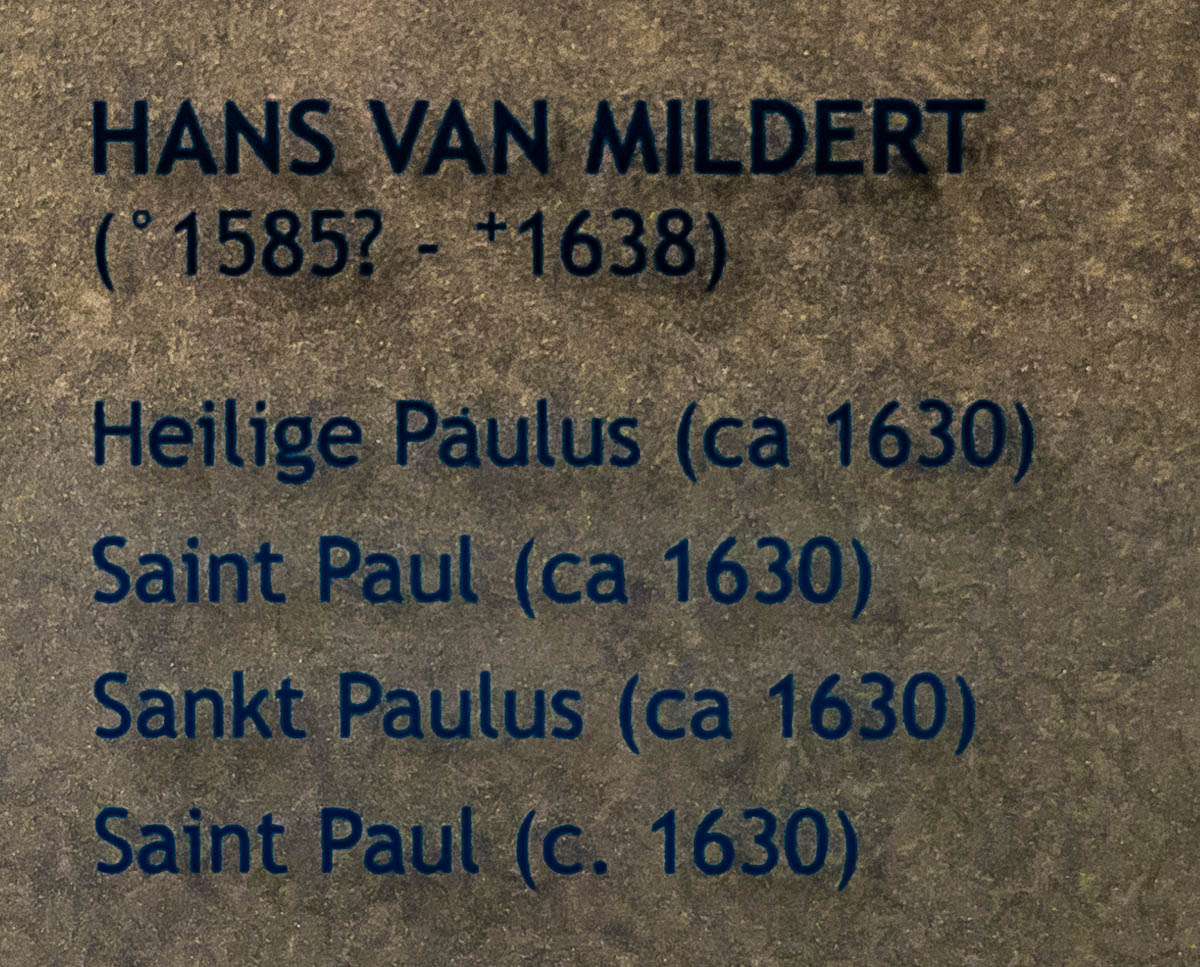 HANS VAN MILDERT
(°1585? - ⁺1638)
Heilige Paulus (ca 1630)
Saint Paul (ca 1630)
Sankt Paulus (ca 1630)
Saint Paul (c. 1630)